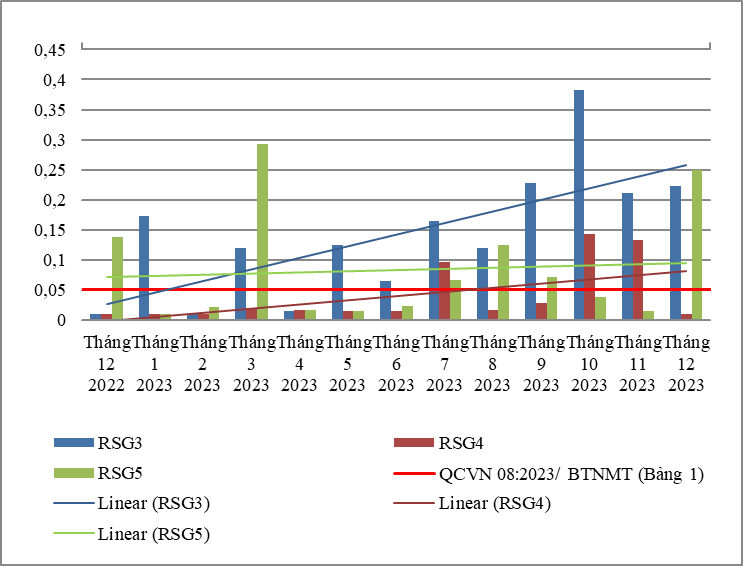 0,45
0,4
0,35
0,3
0,25
0,2
0,15
0,1
0,05
0
Tháng Tháng Tháng Tháng Tháng Tháng Tháng Tháng Tháng Tháng Tháng Tháng Tháng
12 1 2 3 4 5 6 7 8 9 10 11 12
2022 2023 2023 2023 2023 2023 2023 2023 2023 2023 2023 2023 2023
RSG3 RSG4
RSG5 QCVN 08:2023/ BTNMT (Bảng 1)
Linear (RSG3) Linear (RSG4)
Linear (RSG5)